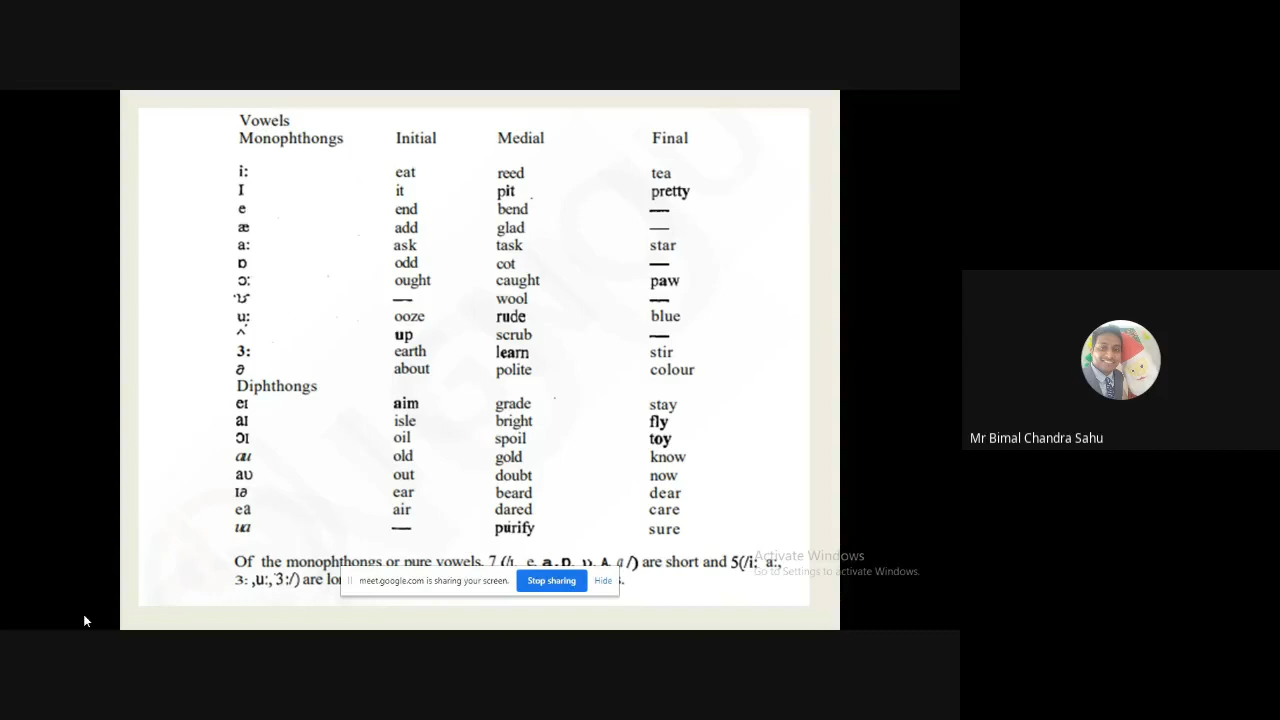 Vowels
Monophthongs Initial Medial Final
i: eat reed tea
I it pit pretty
e end bend —
æ add glad —
a: ask task star
ɒ odd cot —
ɔ: ought caught paw
ʊ — wool —
u: ooze rude blue
^ up scrub —
3: earth learn stir
ə about polite colour
Diphthongs
eɪ aim grade stay
aɪ isle bright fly
ɔɪ oil spoil toy
old gold know
aʊ out doubt now
ɪə ear beard dear
ea air dared care
— purify sure
Of the monophthongs or pure vowels, 7 are short and 5(/i: a:,
3: ,u:, 3:/) are
meet.google.com is sharing your screen. Stop sharing Hide
Activate Windows
Go to Settings to activate Windows.
Mr Bimal Chandra Sahu